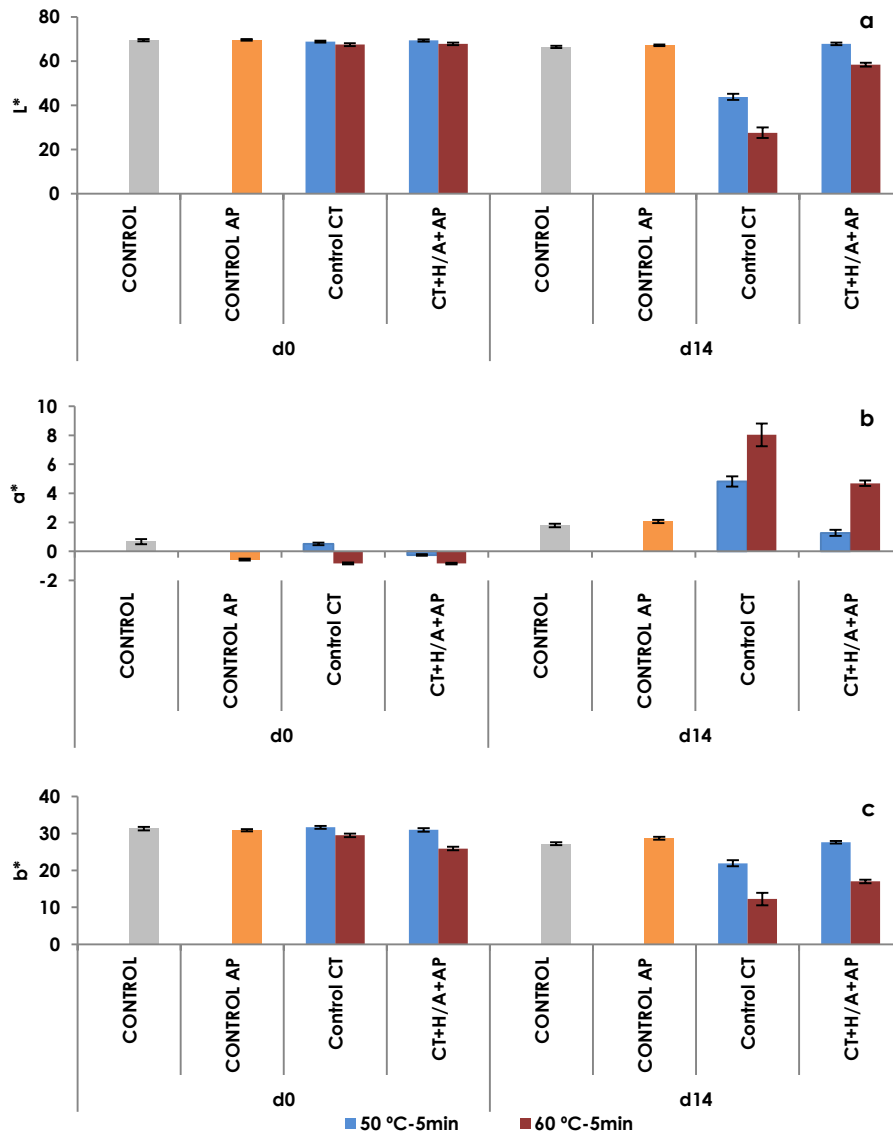 a
L*
80
60
40
20
0
CONTROL
CONTROL AP
Control CT
CT+H/A+AP
CONTROL
CONTROL AP
Control CT
CT+H/A+AP
d0
d14
b
a*
10
8
6
4
2
0
-2
CONTROL
CONTROL AP
Control CT
CT+H/A+AP
CONTROL
CONTROL AP
Control CT
CT+H/A+AP
d0
d14
c
b*
40
30
20
10
0
CONTROL
CONTROL AP
Control CT
CT+H/A+AP
CONTROL
CONTROL AP
Control CT
CT+H/A+AP
d0
d14
50 ºC-5min
60 ºC-5min